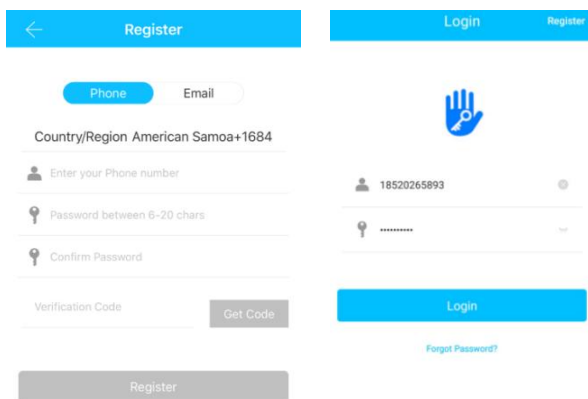 Register
Phone Email
Country/Region American Samoa+1684
Enter your Phone number
Password between 6-20 chars
Confirm Password
Verification Code Get Code
Register
Login Register
18520265893
Login
Forgot Password?